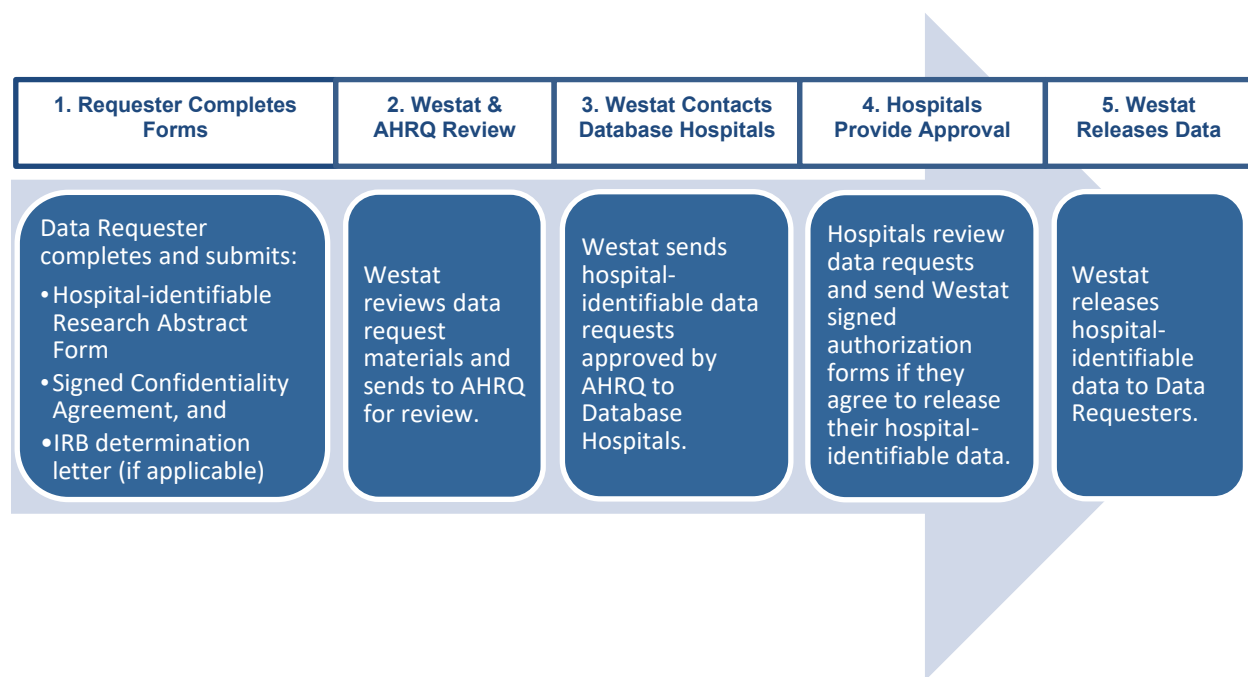 1. Requester Completes
Forms
2. Westat &
AHRQ Review
3. Westat Contacts
Database Hospitals
4. Hospitals
Provide Approval
5. Westat
Releases Data
Data Requester
completes and submits:
•Hospital-identifiable
Research Abstract
Form
•Signed Confidentiality
Agreement, and
•IRB determination
letter (if applicable)
Westat
reviews data
request
materials and
sends to AHRQ
for review.
Westat sends
hospital-
identifiable data
requests
approved by
AHRQ to
Database
Hospitals.
Hospitals review
data requests
and send Westat
signed
authorization
forms if they
agree to release
their hospital-
identifiable data.
Westat
releases
hospital-
identifiable
data to Data
Requesters.